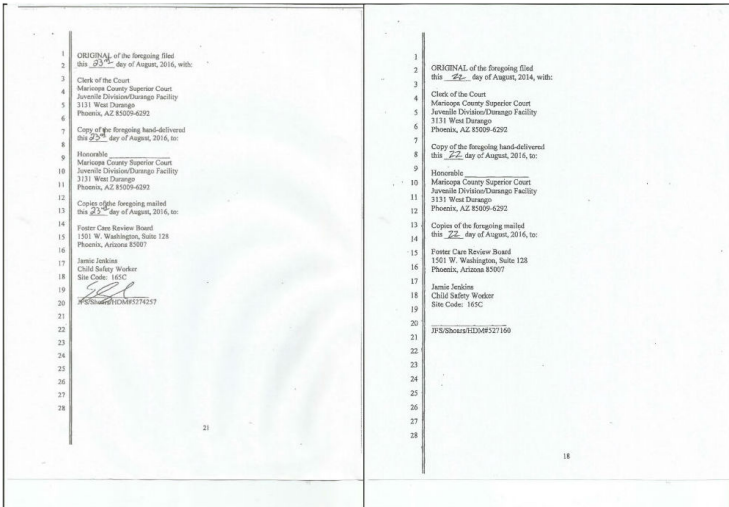 1 ORIGINAL of the foregoing filed
2 this 23rd day of August, 2016, with:
3 Clerk of the Court
4 Maricopa County Superior Court
Juvenile Division/Durango Facility
5 3131 West Durango
6 Phoenix, AZ 85009-6292
7 Copy of the foregoing hand-delivered
this 23rd day of August, 2016, to:
8
9 Honorable
Maricopa County Superior Court
10 Juvenile Division/Durango Facility
3131 West Durango
11 Phoenix, AZ 85009-6292
12
Copies of the foregoing mailed
13 this 23rd day of August, 2016, to:
14
Foster Care Review Board
15 1501 W. Washington, Suite 128
Phoenix, Arizona 85007
16
17 Jamie Jenkins
Child Safety Worker
18 Site Code: 165C
19
20 JFS/Shears/HDM#5274257
21
22
23
24
25
26
27
28
21
1
2 ORIGINAL of the foregoing filed
this 22 day of August, 2014, with:
3
4 Clerk of the Court
Maricopa County Superior Court
5 Juvenile Division/Durango Facility
3131 West Durango
6 Phoenix, AZ 85009-6292
7
Copy of the foregoing hand-delivered
8 this 22 day of August, 2016, to:
9
Honorable
10 Maricopa County Superior Court
Juvenile Division/Durango Facility
11 3131 West Durango
12 Phoenix, AZ 85009-6292
13 Copies of the foregoing mailed
14 this 22 day of August, 2016, to:
15 Foster Care Review Board
1501 W. Washington, Suite 128
16 Phoenix, Arizona 85007
17
Jamie Jenkins
18 Child Safety Worker
Site Code: 165C
19
20
JFS/Shears/HDM#527160
21
22
23
24
25
26
27
28
18